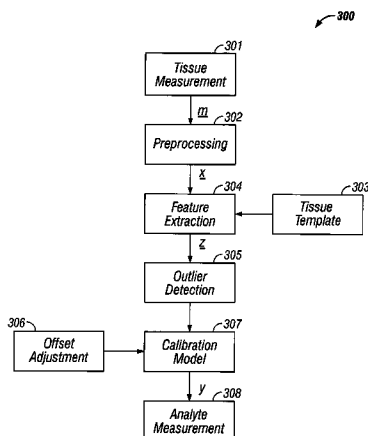 300
301
Tissue
Measurement
m
302
Preprocessing
x
304
Feature
Extraction
303
Tissue
Template
z
305
Outlier
Detection
306
Offset
Adjustment
307
Calibration
Model
y
308
Analyte
Measurement